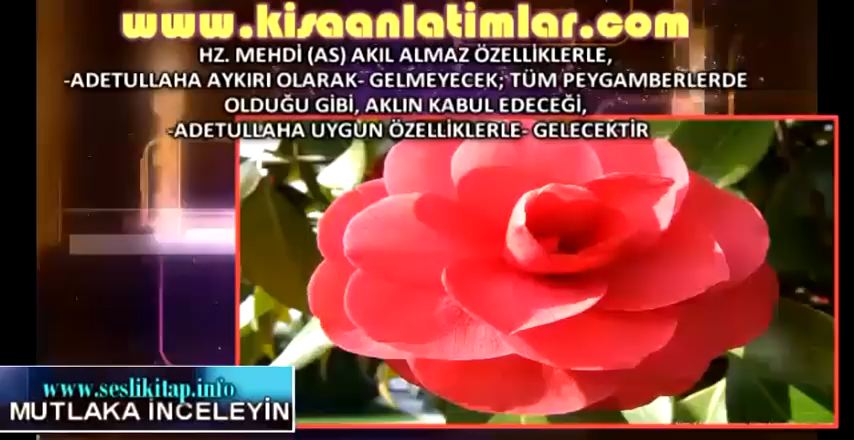 www.kisaanlatimlar.com
HZ. MEHDİ (AS) AKIL ALMAZ ÖZELLİKLERLE,
-ADETULLAHA AYKIRI OLARAK- GELMEYECEK; TÜM PEYGAMBERLERDE
OLDUĞU GİBİ, AKLIN KABUL EDECEĞİ,
-ADETULLAHA UYGUN ÖZELLİKLERLE- GELECEKTİR
www.seslikitap.info
MUTLAKA İNCELEYİN